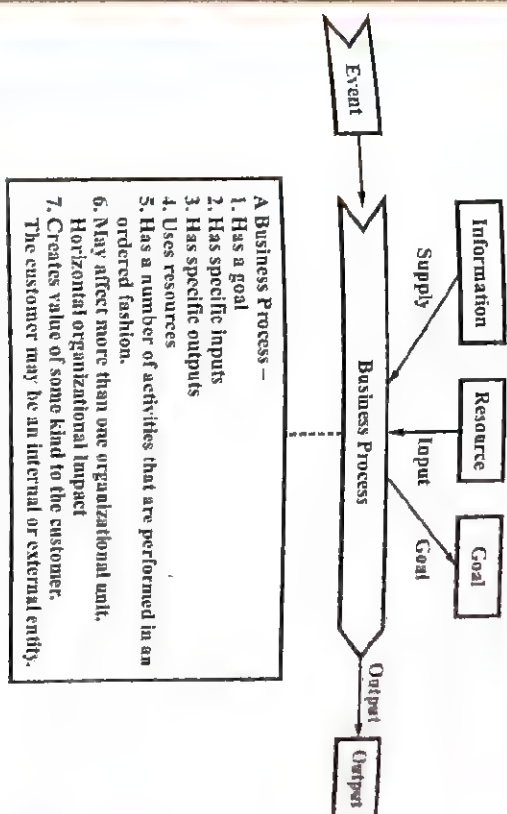 Information
Resource
Goal
Supply
Input
Goal
Event
Business Process
Output
Output
A Business Process –
1. Has a goal
2. Has specific inputs
3. Has specific outputs
4. Uses resources
5. Has a number of activities that are performed in an
ordered fashion.
6. May affect more than one organizational unit.
Horizontal organizational Impact
7. Creates value of some kind to the customer.
The customer may be an internal or external entity.